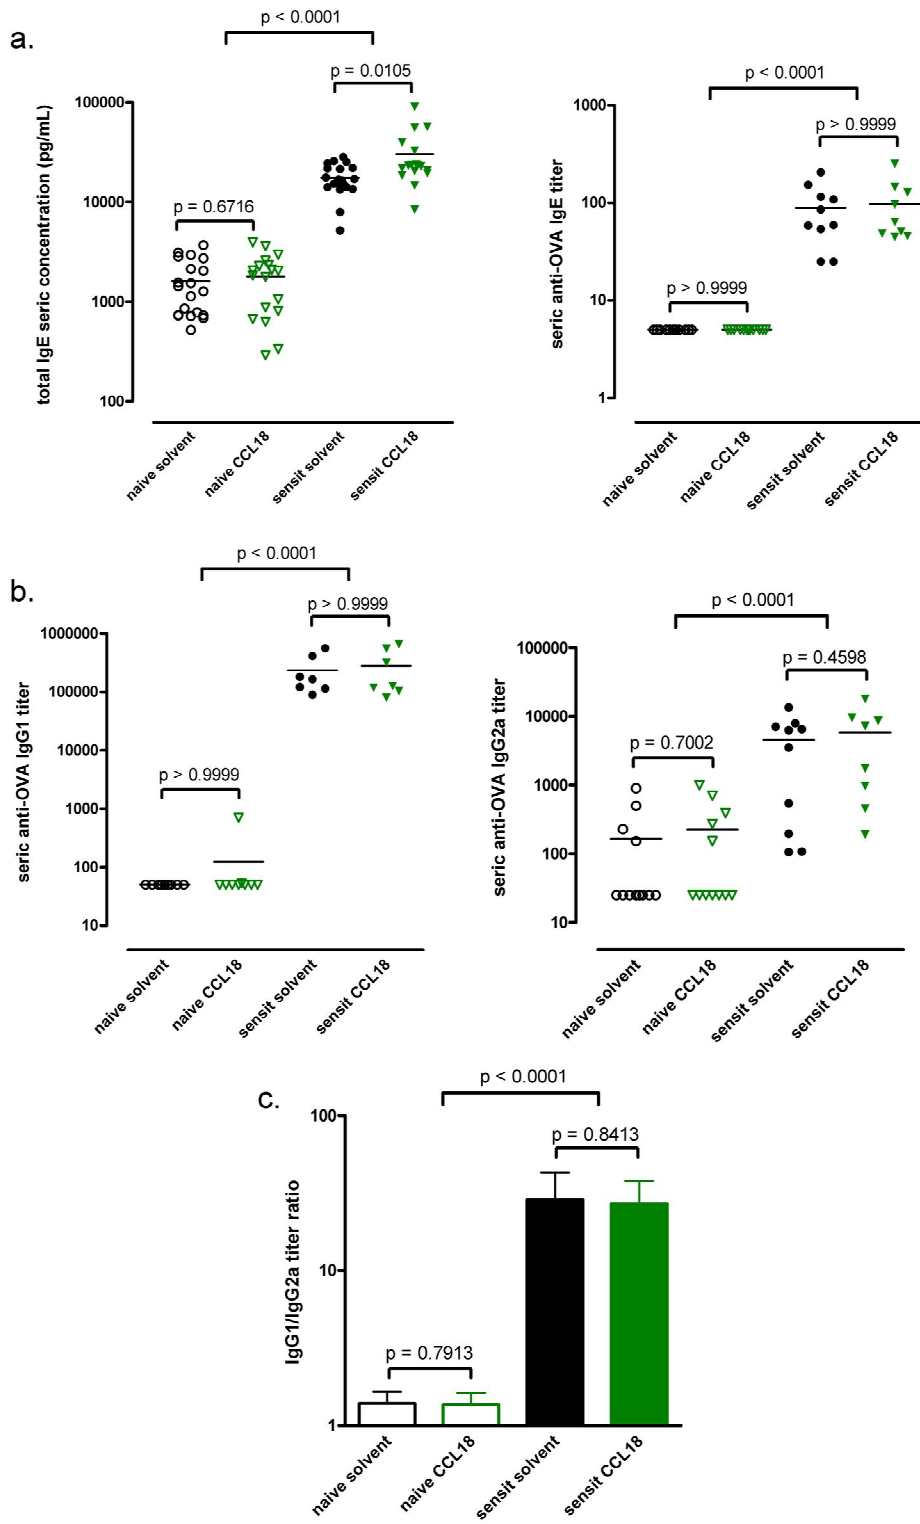 a.
p < 0.0001
p = 0.0105
p = 0.6716
total IgE seric concentration (pg/mL)
100000
10000
1000
100
naive solvent
naive CCL18
sensit solvent
sensit CCL18
p < 0.0001
p > 0.9999
p > 0.9999
seric anti-OVA IgE titer
1000
100
10
1
naive solvent
naive CCL18
sensit solvent
sensit CCL18
b.
p < 0.0001
p > 0.9999
p > 0.9999
seric anti-OVA IgG1 titer
1000000
100000
10000
1000
100
10
naive solvent
naive CCL18
sensit solvent
sensit CCL18
p < 0.0001
p = 0.4598
p = 0.7002
seric anti-OVA IgG2a titer
100000
10000
1000
100
10
naive solvent
naive CCL18
sensit solvent
sensit CCL18
c.
p < 0.0001
p = 0.8413
p = 0.7913
IgG1/IgG2a titer ratio
100
10
1
naive solvent
naive CCL18
sensit solvent
sensit CCL18